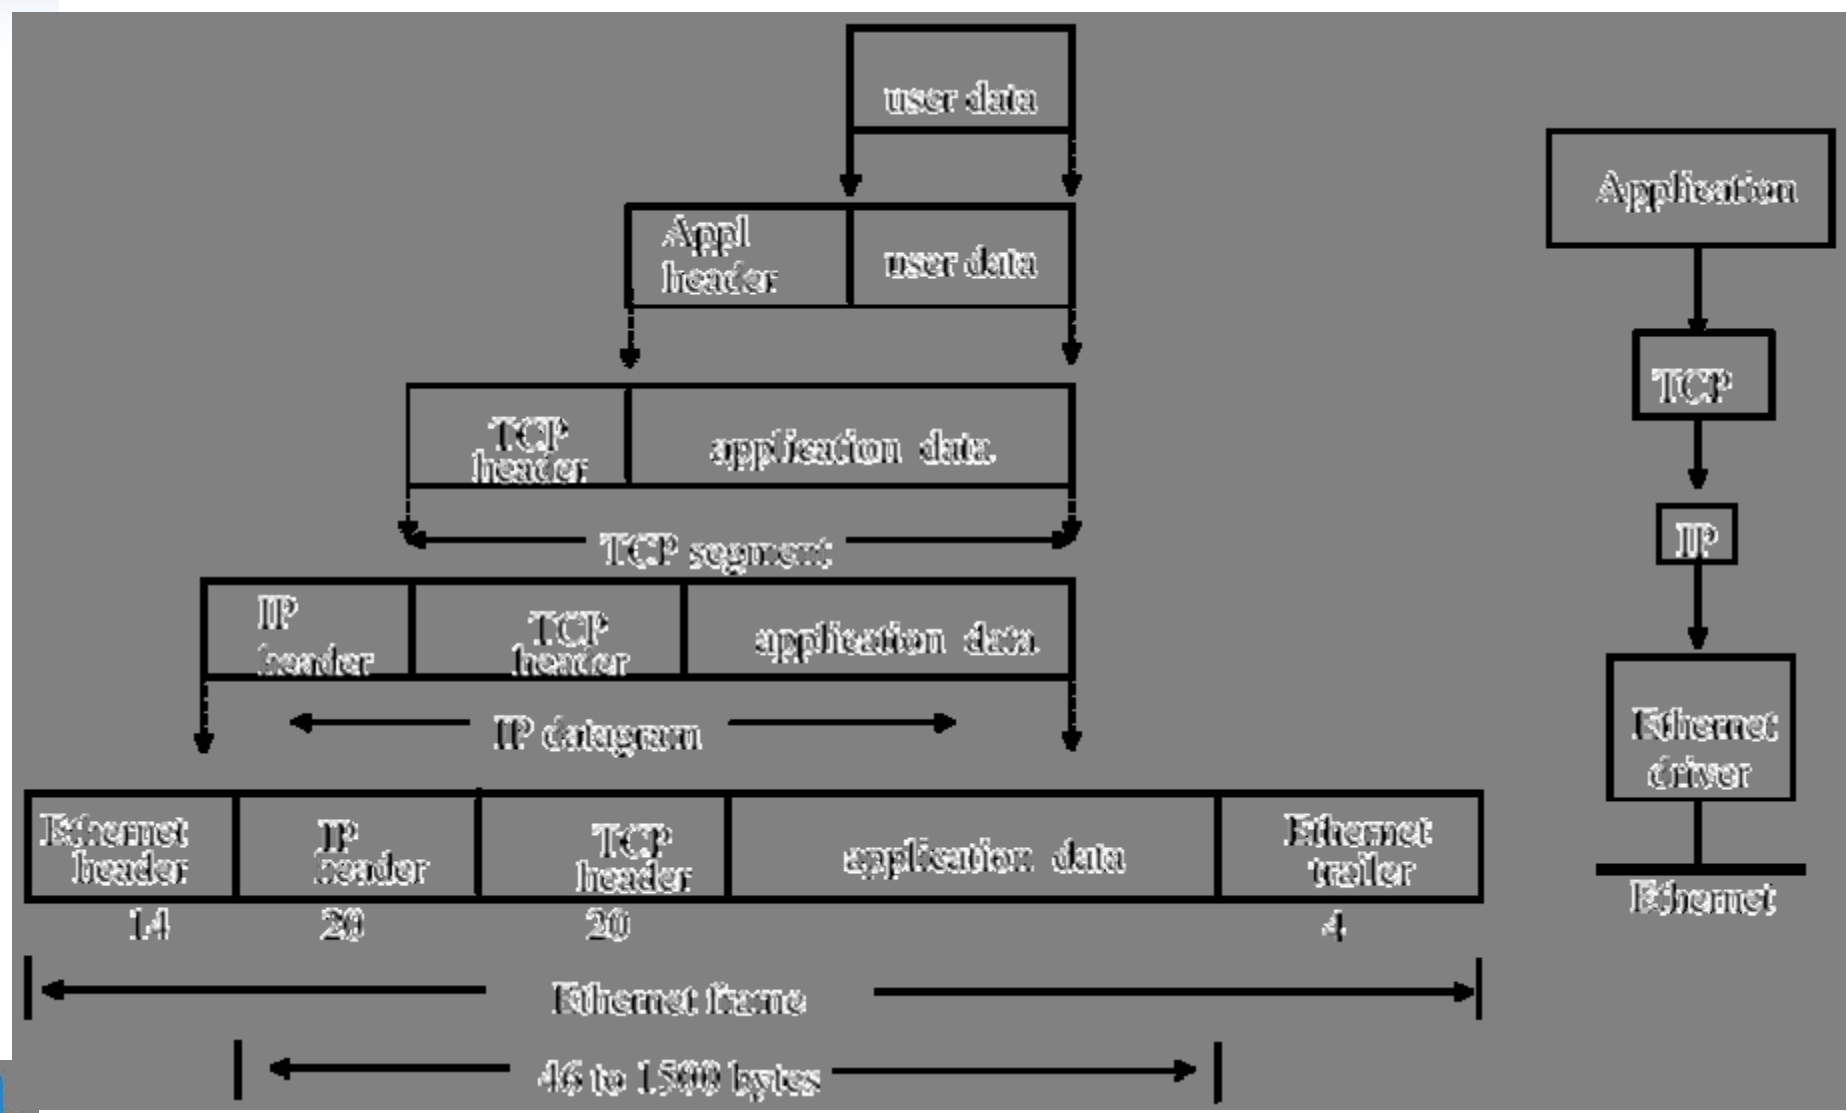 user data
Appl
header
user data
TCP
header
application data
TCP segment
IP
header
TCP
header
application data
IP datagram
Ethernet
header
IP
header
TCP
header
application data
Ethernet
trailer
14
20
20
4
Ethernet frame
46 to 1500 bytes
Application
TCP
IP
Ethernet
driver
Ethernet